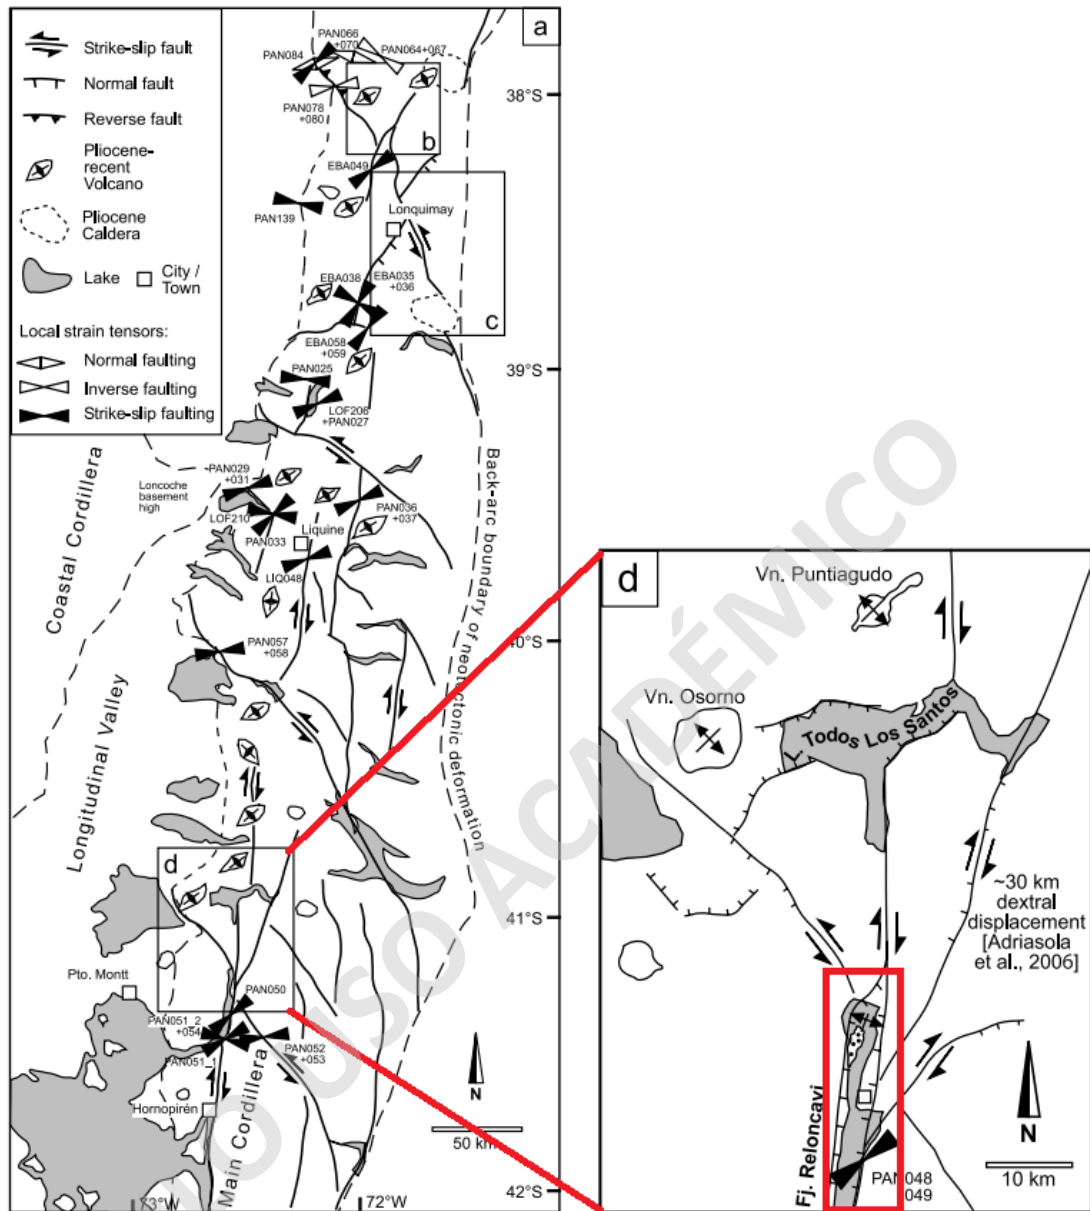 a
Strike-slip fault
Normal fault
Reverse fault
Pliocene-
recent
Volcano
Pliocene
Caldera
Lake
City /
Town
Local strain tensors:
Normal faulting
Inverse faulting
Strike-slip faulting
PAN066
+070
PAN064+067
PAN084
38°S
PAN078
+080
b
EBA049
PAN139
Lonquimay
EBA038
EBA035
+036
c
EBA058
+059
39°S
PAN025
LOF206
+PAN027
PAN029
+031
Loncoche
basement
high
LOF210
PAN033
PAN036
+037
Liquine
LIQ048
Coastal Cordillera
Back-arc boundary of neotectonic deformation
PAN057
+058
40°S
Longitudinal Valley
d
41°S
Pto. Montt
PAN050
PAN051_2
+054
PAN051_1
PAN052
+053
Hornopirén
Main Cordillera
N
50 km
42°S
73°W
72°W
d
Vn. Puntiagudo
Vn. Osorno
L. Todos Los Santos
~30 km
dextral
displacement
[Adriasola
et al., 2006]
Fj. Reloncavi
PAN048
049
N
10 km
USO ACADÉMICO